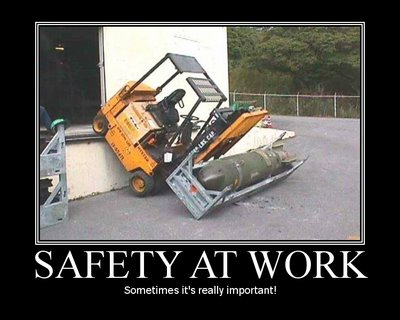 SAFETY AT WORK
Sometimes it's really important!